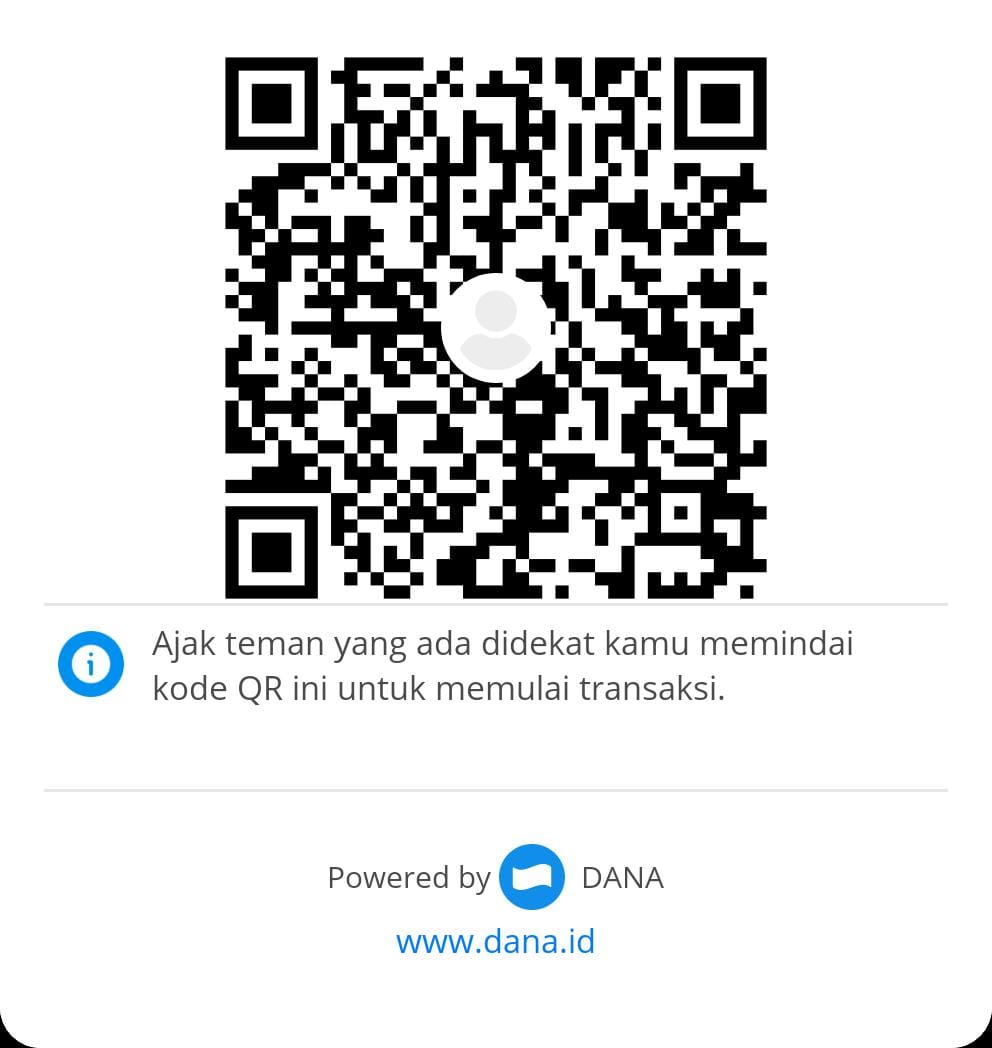 Ajak teman yang ada didekat kamu memindai
kode QR ini untuk memulai transaksi.
Powered by DANA
www.dana.id